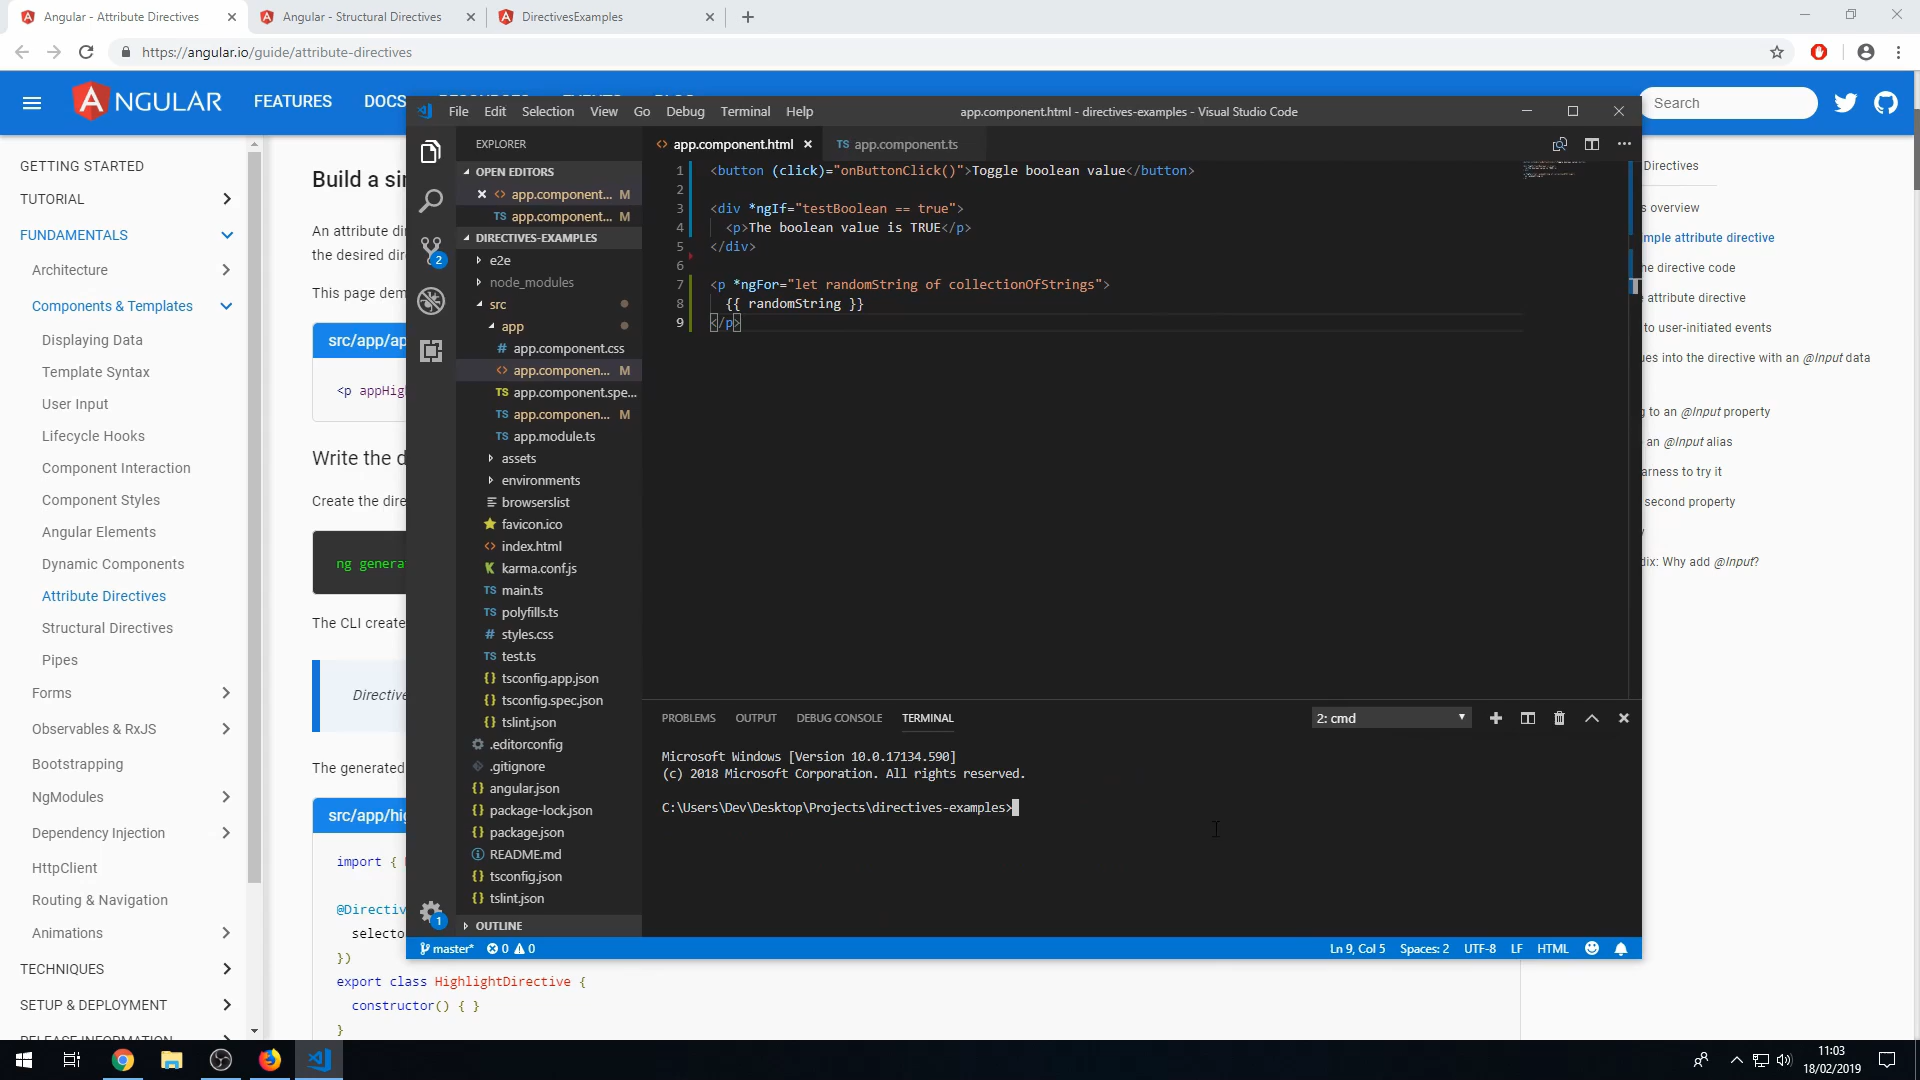 Angular - Attribute Directives
Angular - Structural Directives
DirectivesExamples
https://angular.io/guide/attribute-directives
NGULAR
FEATURES
DOCS
Search
GETTING STARTED
TUTORIAL
FUNDAMENTALS
Architecture
Components & Templates
Displaying Data
Template Syntax
User Input
Lifecycle Hooks
Component Interaction
Component Styles
Angular Elements
Dynamic Components
Attribute Directives
Structural Directives
Pipes
Forms
Observables & RxJS
Bootstrapping
NgModules
Dependency Injection
HttpClient
Routing & Navigation
Animations
TECHNIQUES
SETUP & DEPLOYMENT
RELEASE INFORMATION
Build a si
An attribute di
the desired dir
This page dem
src/app/ap
<p appHig
Write the d
Create the dire
ng genera
The CLI create
Directive
The generated
src/app/hig
import {
@Directiv
selecto
})
export class HighlightDirective {
constructor() { }
}
File Edit Selection View Go Debug Terminal Help
app.component.html - directives-examples - Visual Studio Code
EXPLORER
OPEN EDITORS
app.component... M
TS app.component... M
DIRECTIVES-EXAMPLES
e2e
node_modules
src
app
# app.component.css
<> app.componen... M
TS app.component.spe...
TS app.componen... M
TS app.module.ts
assets
environments
browserslist
favicon.ico
<> index.html
K karma.conf.js
TS main.ts
TS polyfills.ts
# styles.css
TS test.ts
{} tsconfig.app.json
{} tsconfig.spec.json
{} tslint.json
.editorconfig
.gitignore
{} angular.json
{} package-lock.json
{} package.json
README.md
{} tsconfig.json
{} tslint.json
OUTLINE
2
1
<> app.component.html
TS app.component.ts
1 <button (click)="onButtonClick()">Toggle boolean value</button>
2
3 <div *ngIf="testBoolean == true">
4 <p>The boolean value is TRUE</p>
5 </div>
6
7 <p *ngFor="let randomString of collectionOfStrings">
8 {{ randomString }}
9 </p>
PROBLEMS OUTPUT DEBUG CONSOLE TERMINAL
2: cmd
Microsoft Windows [Version 10.0.17134.590]
(c) 2018 Microsoft Corporation. All rights reserved.
C:\Users\Dev\Desktop\Projects\directives-examples>
master* 0 0
Ln 9, Col 5 Spaces: 2 UTF-8 LF HTML
Directives
s overview
mple attribute directive
he directive code
e attribute directive
to user-initiated events
ues into the directive with an @Input data
g to an @Input property
an @Input alias
arness to try it
second property
y
dix: Why add @Input?
11:03
18/02/2019